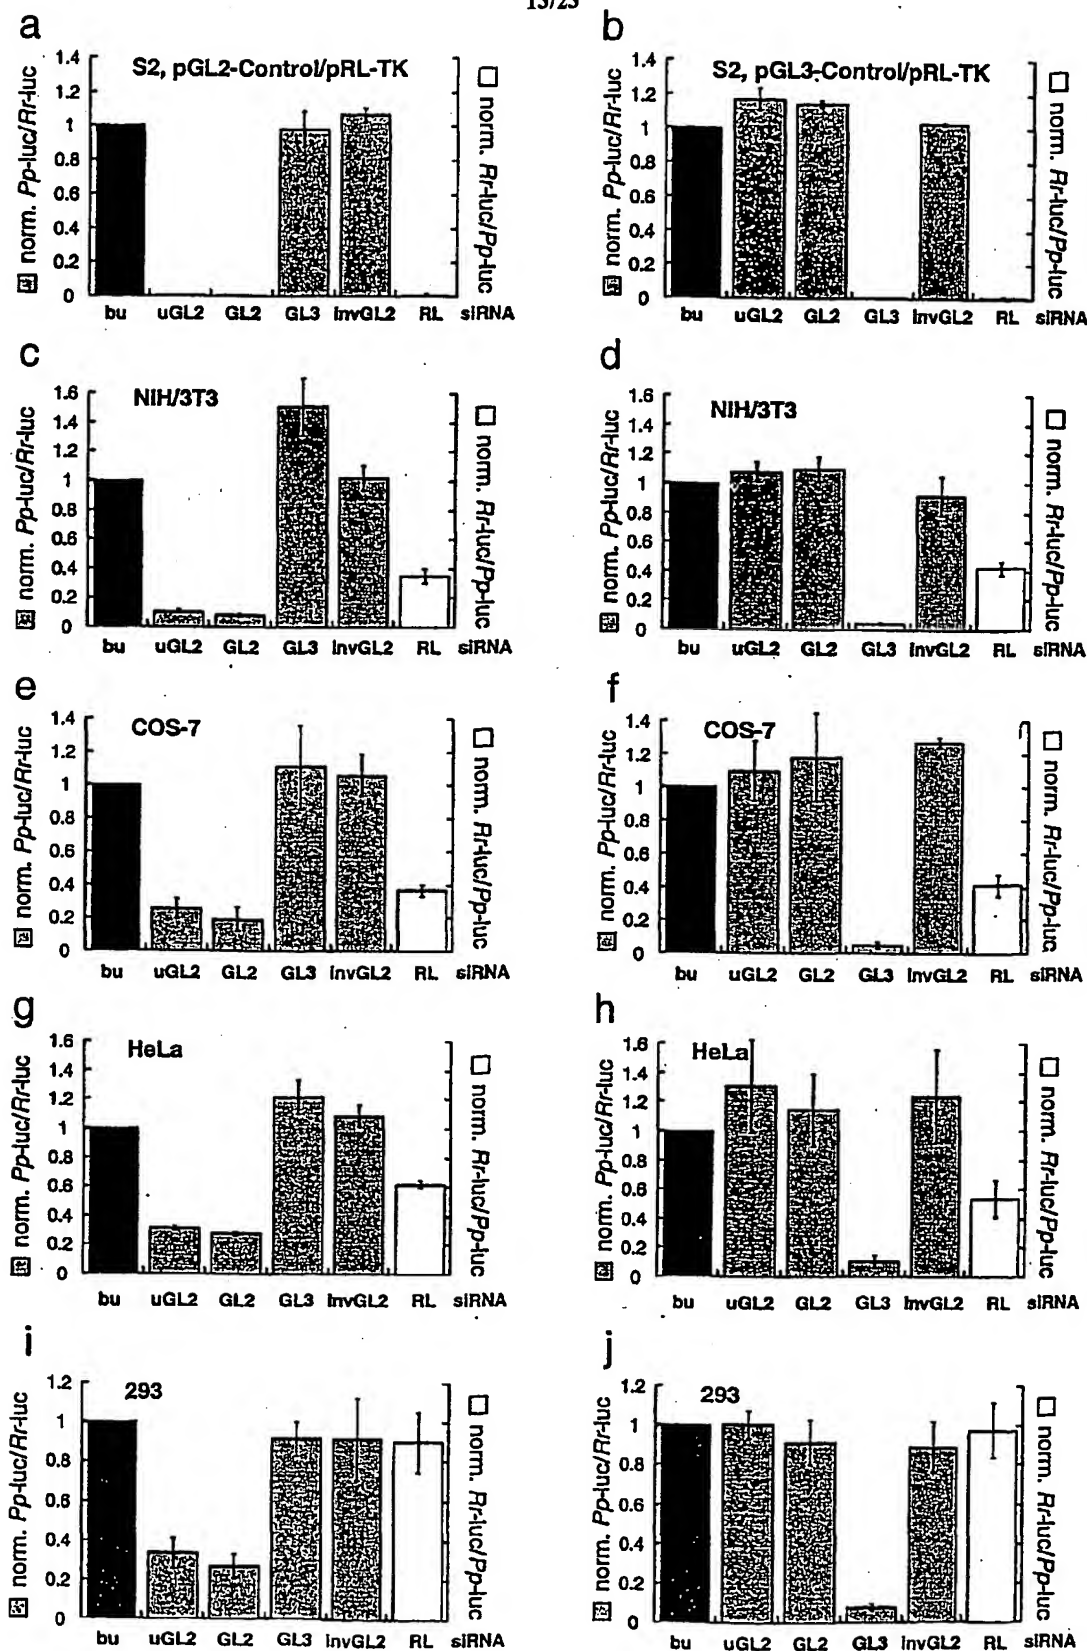 13/23
a
S2, pGL2-Control/pRL-TK
norm. Pp-luc/Rr-luc
1.4
1.2
1
0.8
0.6
0.4
0.2
0
norm. Rr-luc/Pp-luc
bu uGL2 GL2 GL3 invGL2 RL siRNA
b
S2, pGL3-Control/pRL-TK
norm. Pp-luc/Rr-luc
1.4
1.2
1
0.8
0.6
0.4
0.2
0
norm. Rr-luc/Pp-luc
bu uGL2 GL2 GL3 invGL2 RL siRNA
c
NIH/3T3
norm. Pp-luc/Rr-luc
1.6
1.4
1.2
1
0.8
0.6
0.4
0.2
0
norm. Rr-luc/Pp-luc
bu uGL2 GL2 GL3 invGL2 RL siRNA
d
NIH/3T3
norm. Pp-luc/Rr-luc
1.6
1.4
1.2
1
0.8
0.6
0.4
0.2
0
norm. Rr-luc/Pp-luc
bu uGL2 GL2 GL3 invGL2 RL siRNA
e
COS-7
norm. Pp-luc/Rr-luc
1.4
1.2
1
0.8
0.6
0.4
0.2
0
norm. Rr-luc/Pp-luc
bu uGL2 GL2 GL3 invGL2 RL siRNA
f
COS-7
norm. Pp-luc/Rr-luc
1.4
1.2
1
0.8
0.6
0.4
0.2
0
norm. Rr-luc/Pp-luc
bu uGL2 GL2 GL3 invGL2 RL siRNA
g
HeLa
norm. Pp-luc/Rr-luc
1.6
1.4
1.2
1
0.8
0.6
0.4
0.2
0
norm. Rr-luc/Pp-luc
bu uGL2 GL2 GL3 invGL2 RL siRNA
h
HeLa
norm. Pp-luc/Rr-luc
1.6
1.4
1.2
1
0.8
0.6
0.4
0.2
0
norm. Rr-luc/Pp-luc
bu uGL2 GL2 GL3 invGL2 RL siRNA
i
293
norm. Pp-luc/Rr-luc
1.2
1
0.8
0.6
0.4
0.2
0
norm. Rr-luc/Pp-luc
bu uGL2 GL2 GL3 invGL2 RL siRNA
j
293
norm. Pp-luc/Rr-luc
1.2
1
0.8
0.6
0.4
0.2
0
norm. Rr-luc/Pp-luc
bu uGL2 GL2 GL3 invGL2 RL siRNA